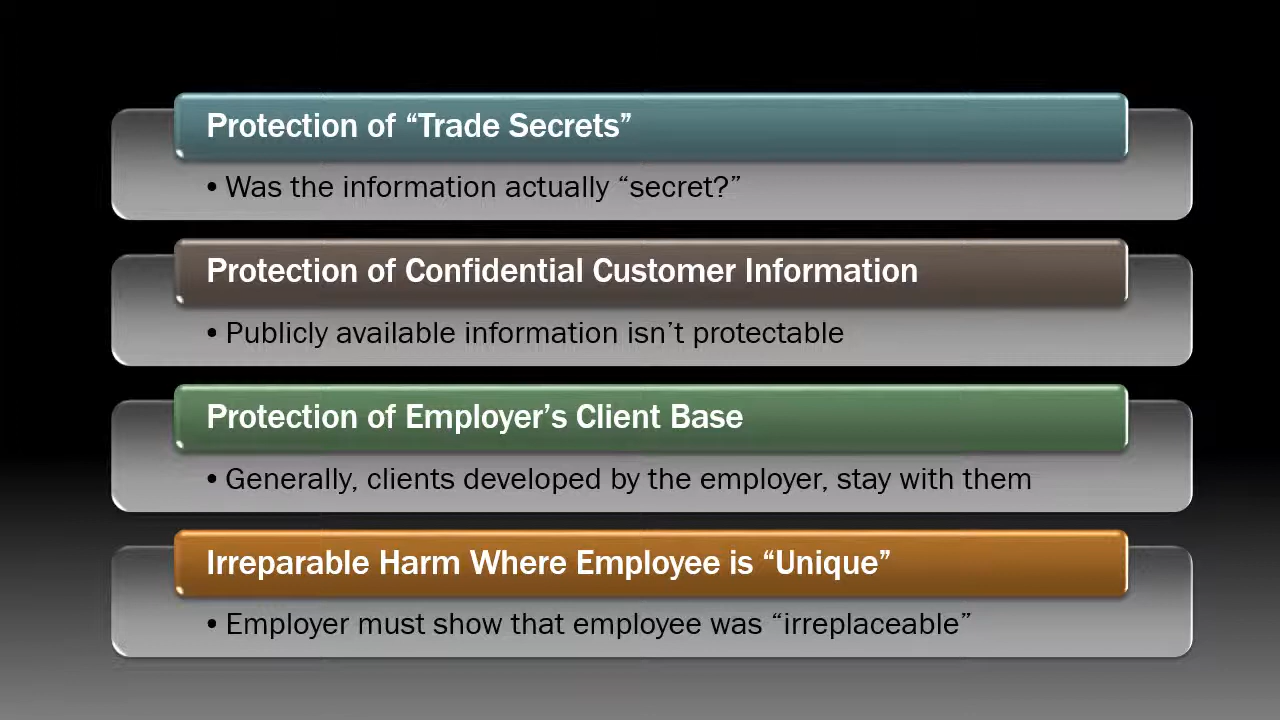 Protection of “Trade Secrets”
• Was the information actually “secret?”
Protection of Confidential Customer Information
• Publicly available information isn’t protectable
Protection of Employer’s Client Base
• Generally, clients developed by the employer, stay with them
Irreparable Harm Where Employee is “Unique”
• Employer must show that employee was “irreplaceable”